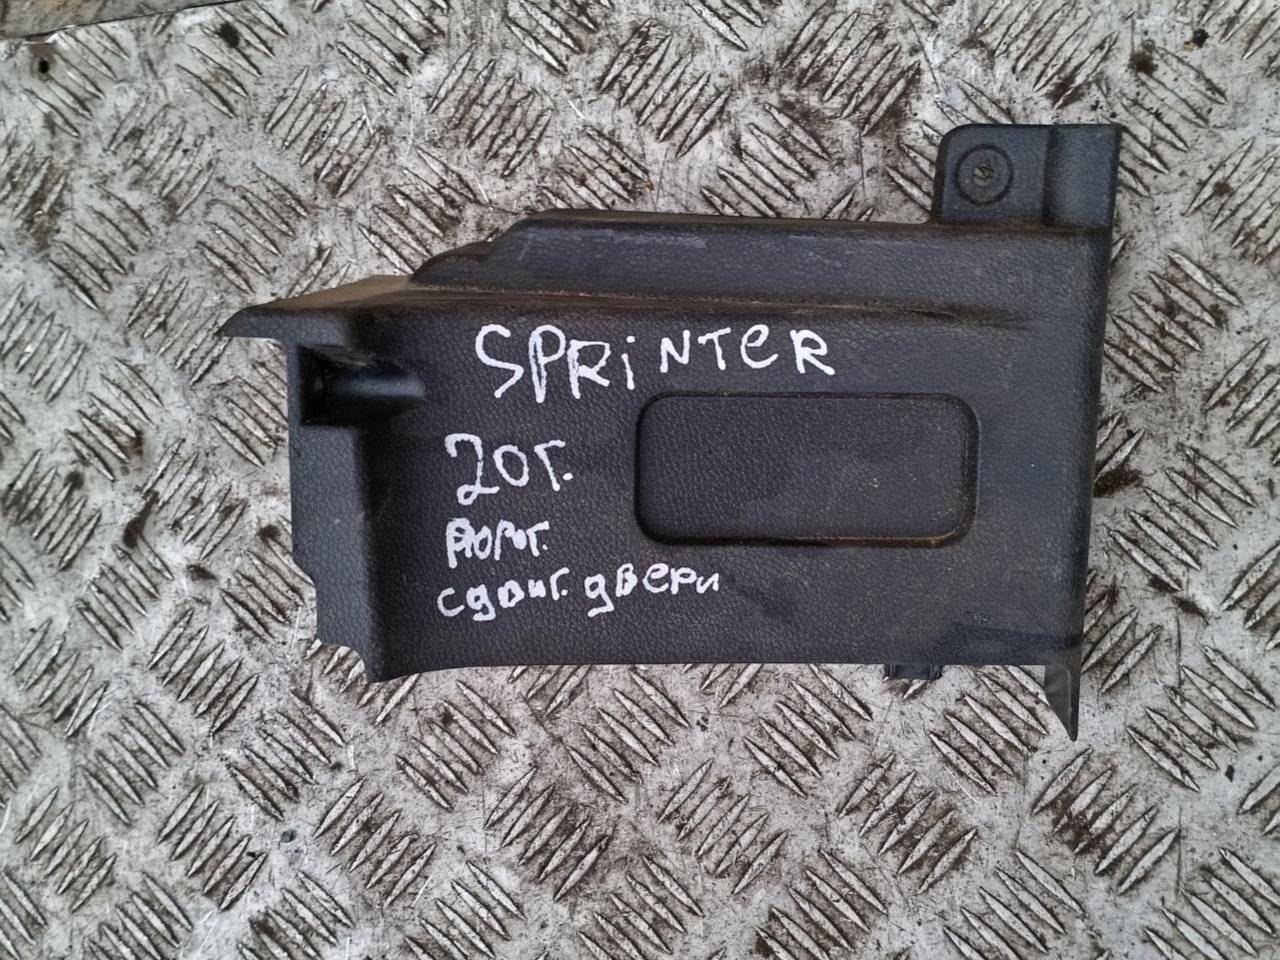 SPRiNTeR
20г.
порог.
сдвиг. двери